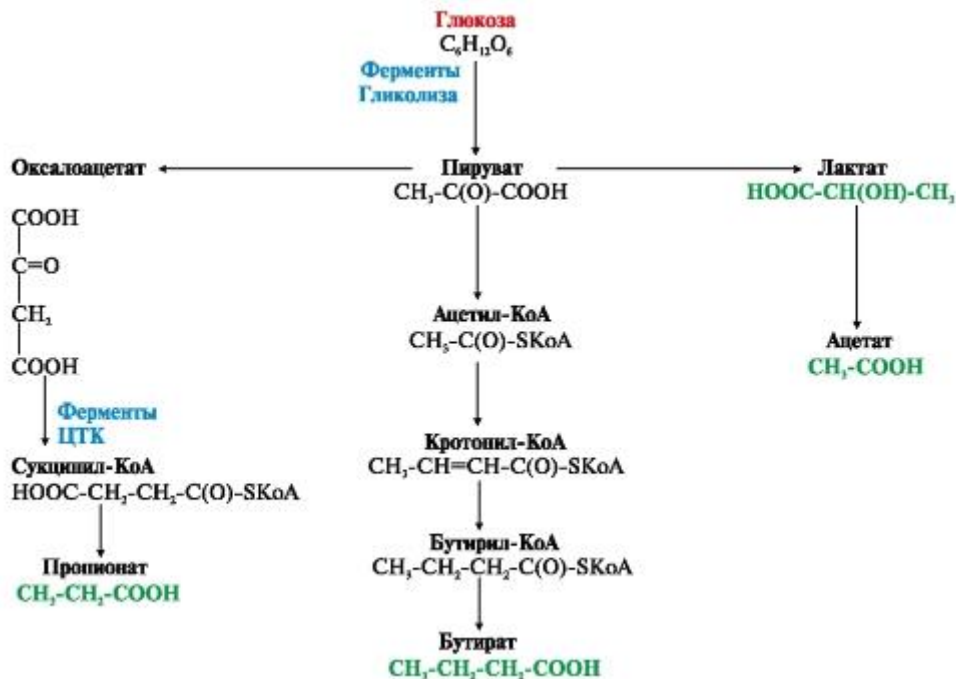 Глюкоза
C₆H₁₂O₆
Ферменты
Гликолиза
Оксалоацетат
Пируват
Лактат
CH₃-C(O)-COOH
HOOC-CH(OH)-CH₃
COOH
C=O
CH₂
COOH
Ацетил-КоА
CH₃-C(O)-SKoA
Ацетат
CH₃-COOH
Ферменты
ЦТК
Сукцинил-КоА
HOOC-CH₂-CH₂-C(O)-SKoA
Кротонил-КоА
CH₃-CH=CH-C(O)-SKoA
Пропионат
CH₃-CH₂-COOH
Бутирил-КоА
CH₃-CH₂-CH₂-C(O)-SKoA
Бутират
CH₃-CH₂-CH₂-COOH